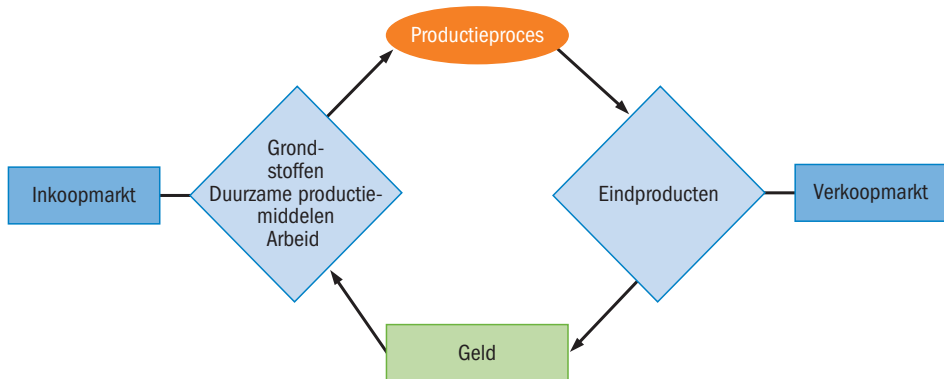 Productieproces
Grond-
stoffen
Duurzame productie-
middelen
Arbeid
Inkoopmarkt
Eindproducten
Verkoopmarkt
Geld